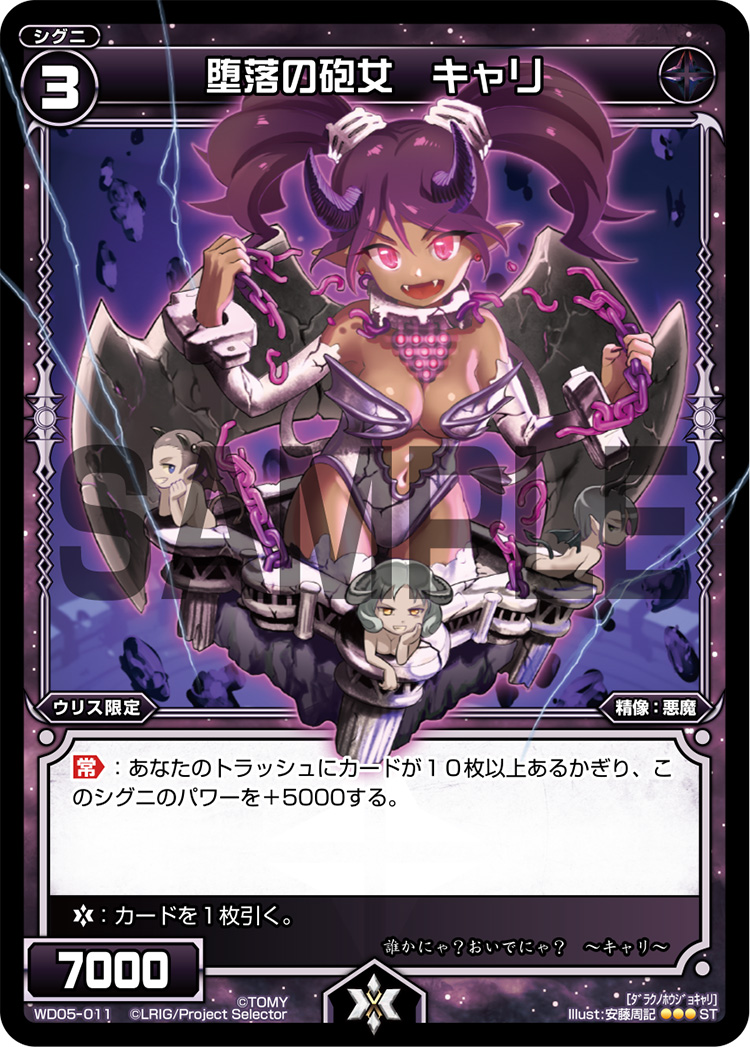 シグニ
3
堕落の砲女 キャリ
SAMPLE
ウリス限定
精像：悪魔
常：あなたのトラッシュにカードが１０枚以上あるかぎり、こ
のシグニのパワーを＋5000する。
：カードを１枚引く。
誰かにゃ？おいでにゃ？ ～キャリ～
7000
WD05-011 ©LRIG/Project Selector
©TOMY
[ﾀﾞﾗｸﾉﾎｳｼﾞｮｷｬﾘ]
Illust:安藤周記 ST